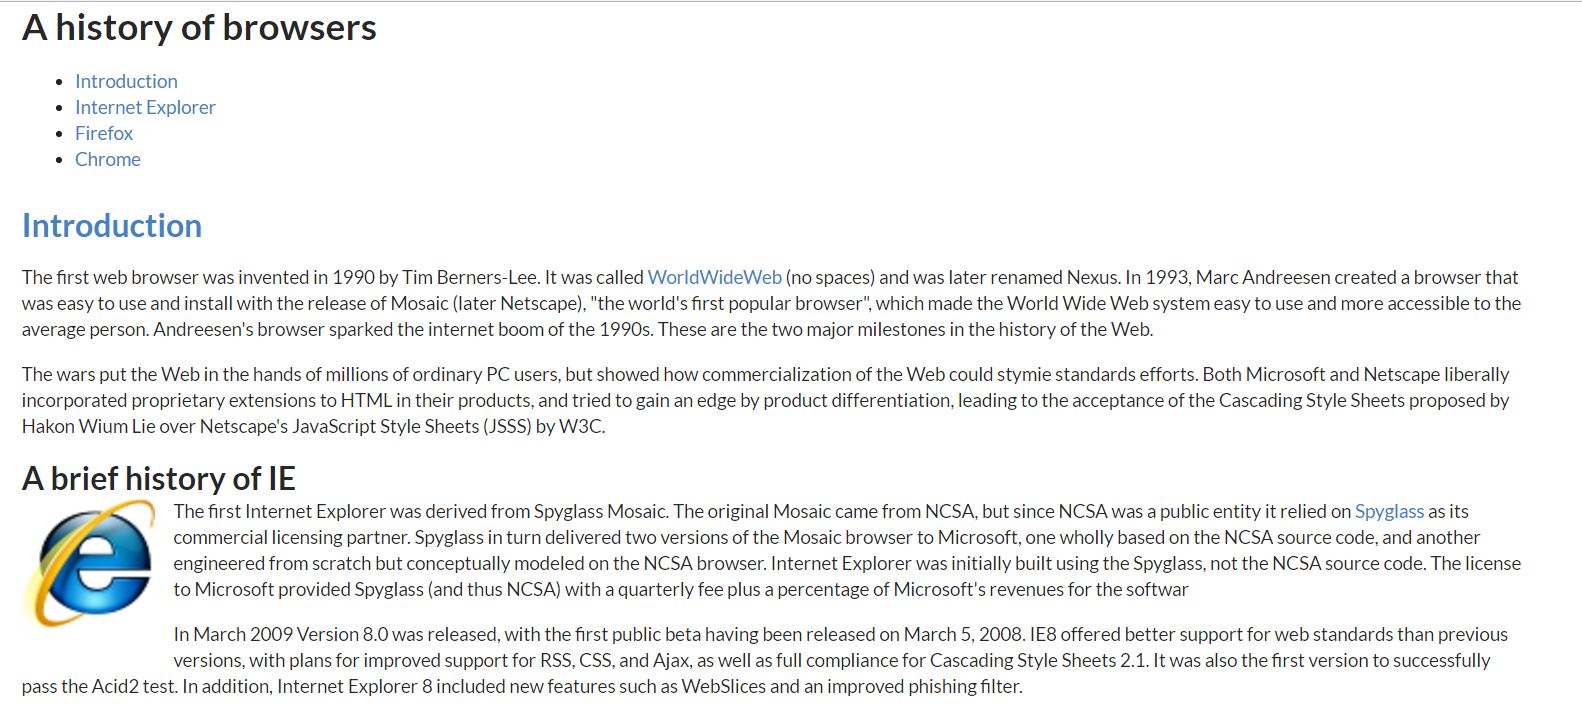 A history of browsers
Introduction
Internet Explorer
Firefox
Chrome
Introduction
The first web browser was invented in 1990 by Tim Berners-Lee. It was called WorldWideWeb (no spaces) and was later renamed Nexus. In 1993, Marc Andreesen created a browser that
was easy to use and install with the release of Mosaic (later Netscape), "the world's first popular browser", which made the World Wide Web system easy to use and more accessible to the
average person. Andreesen's browser sparked the internet boom of the 1990s. These are the two major milestones in the history of the Web.
The wars put the Web in the hands of millions of ordinary PC users, but showed how commercialization of the Web could stymie standards efforts. Both Microsoft and Netscape liberally
incorporated proprietary extensions to HTML in their products, and tried to gain an edge by product differentiation, leading to the acceptance of the Cascading Style Sheets proposed by
Hakon Wium Lie over Netscape's JavaScript Style Sheets (JSSS) by W3C.
A brief history of IE
The first Internet Explorer was derived from Spyglass Mosaic. The original Mosaic came from NCSA, but since NCSA was a public entity it relied on Spyglass as its
commercial licensing partner. Spyglass in turn delivered two versions of the Mosaic browser to Microsoft, one wholly based on the NCSA source code, and another
engineered from scratch but conceptually modeled on the NCSA browser. Internet Explorer was initially built using the Spyglass, not the NCSA source code. The license
to Microsoft provided Spyglass (and thus NCSA) with a quarterly fee plus a percentage of Microsoft's revenues for the softwar
In March 2009 Version 8.0 was released, with the first public beta having been released on March 5, 2008. IE8 offered better support for web standards than previous
versions, with plans for improved support for RSS, CSS, and Ajax, as well as full compliance for Cascading Style Sheets 2.1. It was also the first version to successfully
pass the Acid2 test. In addition, Internet Explorer 8 included new features such as WebSlices and an improved phishing filter.